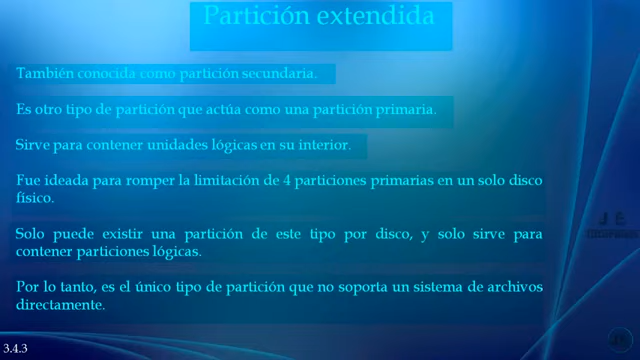 Partición extendida
También conocida como partición secundaria.
Es otro tipo de partición que actúa como una partición primaria.
Sirve para contener unidades lógicas en su interior.
Fue ideada para romper la limitación de 4 particiones primarias en un solo disco
físico.
Solo puede existir una partición de este tipo por disco, y solo sirve para
contener particiones lógicas.
Por lo tanto, es el único tipo de partición que no soporta un sistema de archivos
directamente.
J E
3.4.3